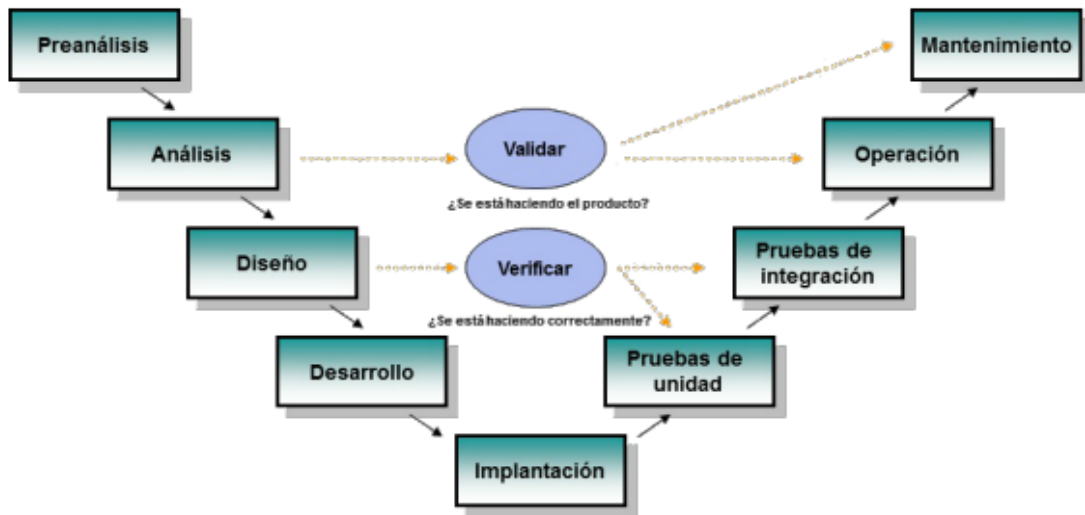 Preanálisis
Mantenimiento
Análisis
Validar
Operación
¿Se está haciendo el producto?
Diseño
Verificar
Pruebas de
integración
¿Se está haciendo correctamente?
Desarrollo
Pruebas de
unidad
Implantación